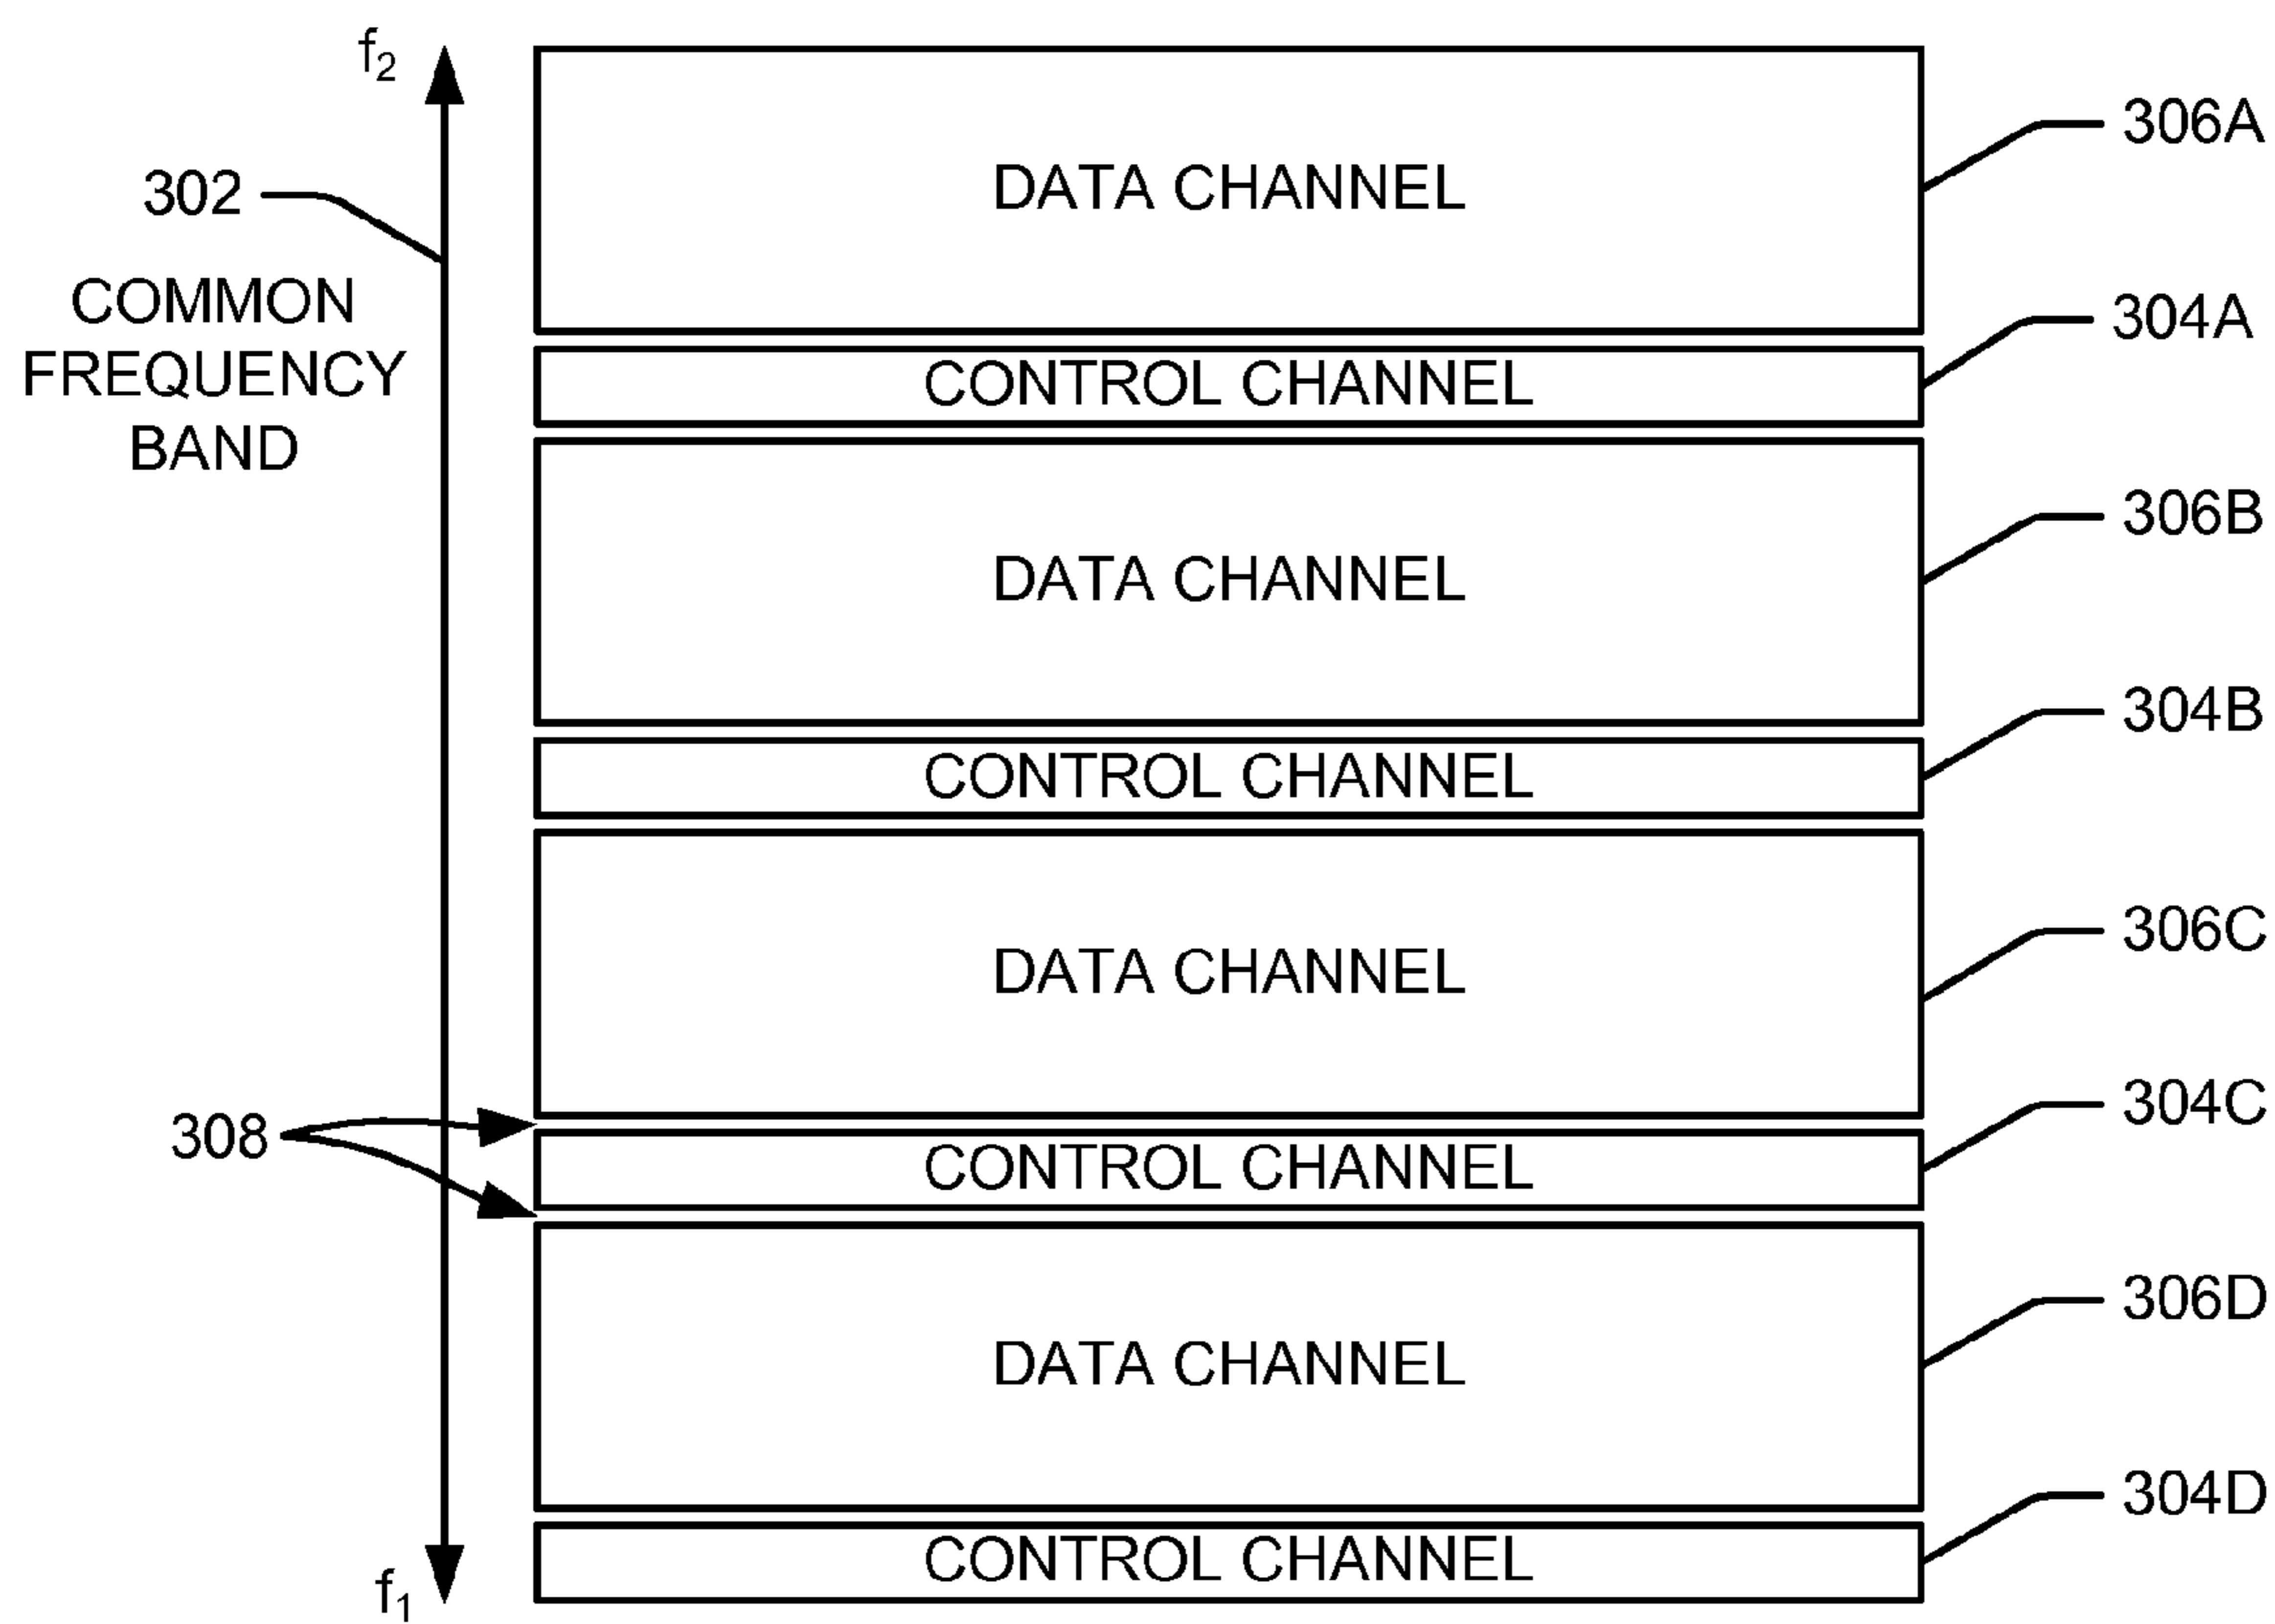 f2
302
COMMON
FREQUENCY
BAND
DATA CHANNEL
306A
CONTROL CHANNEL
304A
DATA CHANNEL
306B
CONTROL CHANNEL
304B
DATA CHANNEL
306C
308
CONTROL CHANNEL
304C
DATA CHANNEL
306D
CONTROL CHANNEL
304D
f1